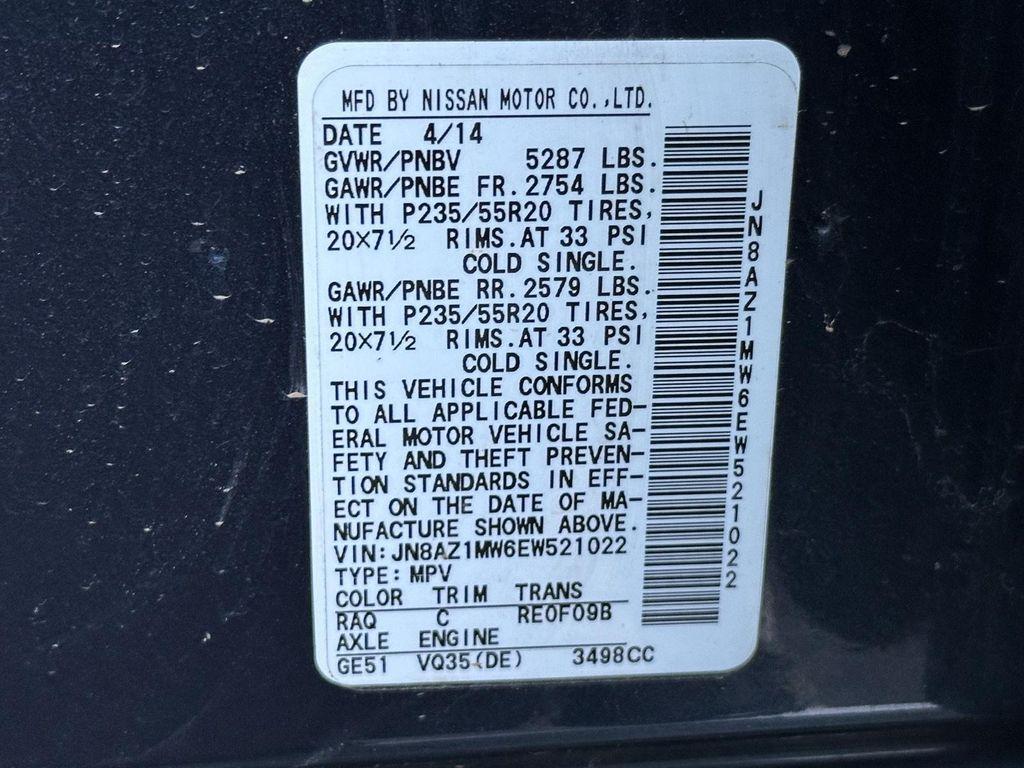 MFD BY NISSAN MOTOR CO.,LTD.
DATE 4/14
GVWR/PNBV 5287 LBS.
GAWR/PNBE FR. 2754 LBS.
WITH P235/55R20 TIRES,
20×7½ RIMS. AT 33 PSI
COLD SINGLE.
GAWR/PNBE RR. 2579 LBS.
WITH P235/55R20 TIRES,
20×7½ RIMS. AT 33 PSI
COLD SINGLE.
THIS VEHICLE CONFORMS
TO ALL APPLICABLE FED-
ERAL MOTOR VEHICLE SA-
FETY AND THEFT PREVEN-
TION STANDARDS IN EFF-
ECT ON THE DATE OF MA-
NUFACTURE SHOWN ABOVE.
VIN: JN8AZ1MW6EW521022
TYPE: MPV
COLOR TRIM TRANS
RAQ C RE0F09B
AXLE ENGINE
GE51 VQ35(DE) 3498CC
JN8AZ1MW6EW521022